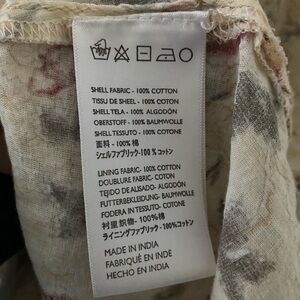 SHELL FABRIC - 100% COTTON
TISSU DE SHEEL - 100% COTON
SHELL TELA - 100% ALGODÓN
OBERSTOFF - 100% BAUMWOLLE
SHELL TESSUTO - 100% COTONE
面料 - 100% 棉
シェルファブリック-100%コットン
LINING FABRIC-100% COTTON
DOUBLURE FABRIC- COTON
TEJIDO DE ALISADO- ALGODÓN
FUTTERBEKLEIDUNG- BAUMWOLLE
FODERA IN TESSUTO- COTONE
村里织物-100%棉
ライニングファブリック-100%コットン
MADE IN INDIA
FABRIQUÉ EN INDE
HECHO EN INDIA